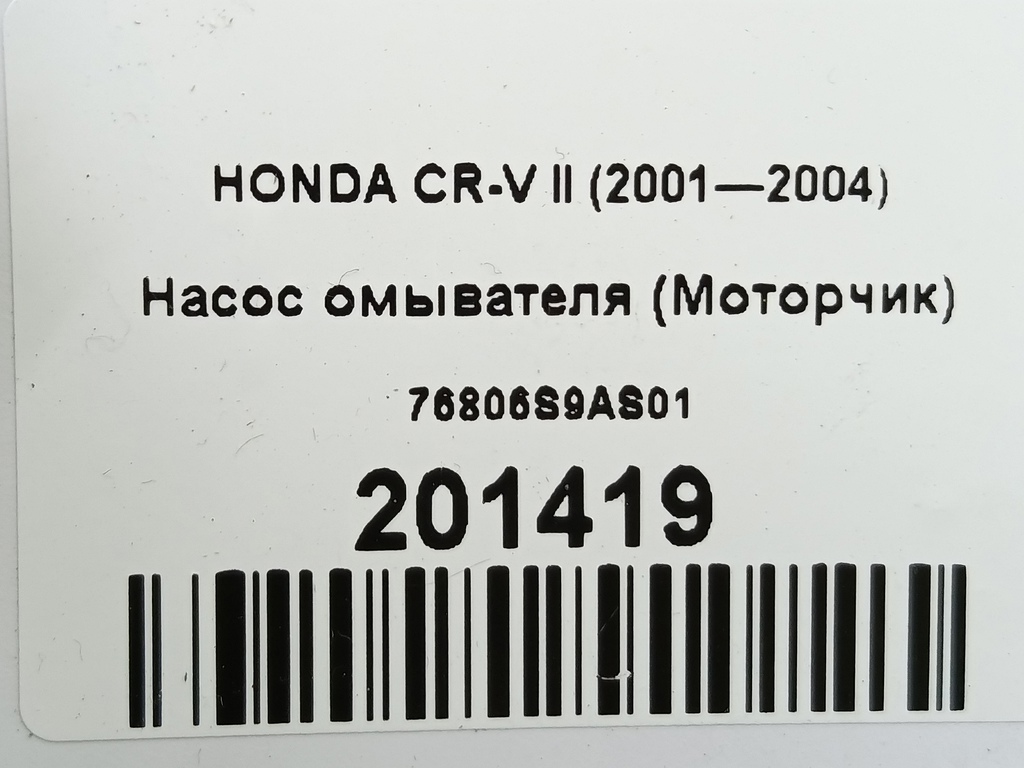 HONDA CR-V II (2001—2004)
Насос омывателя (Моторчик)
76806S9AS01
201419